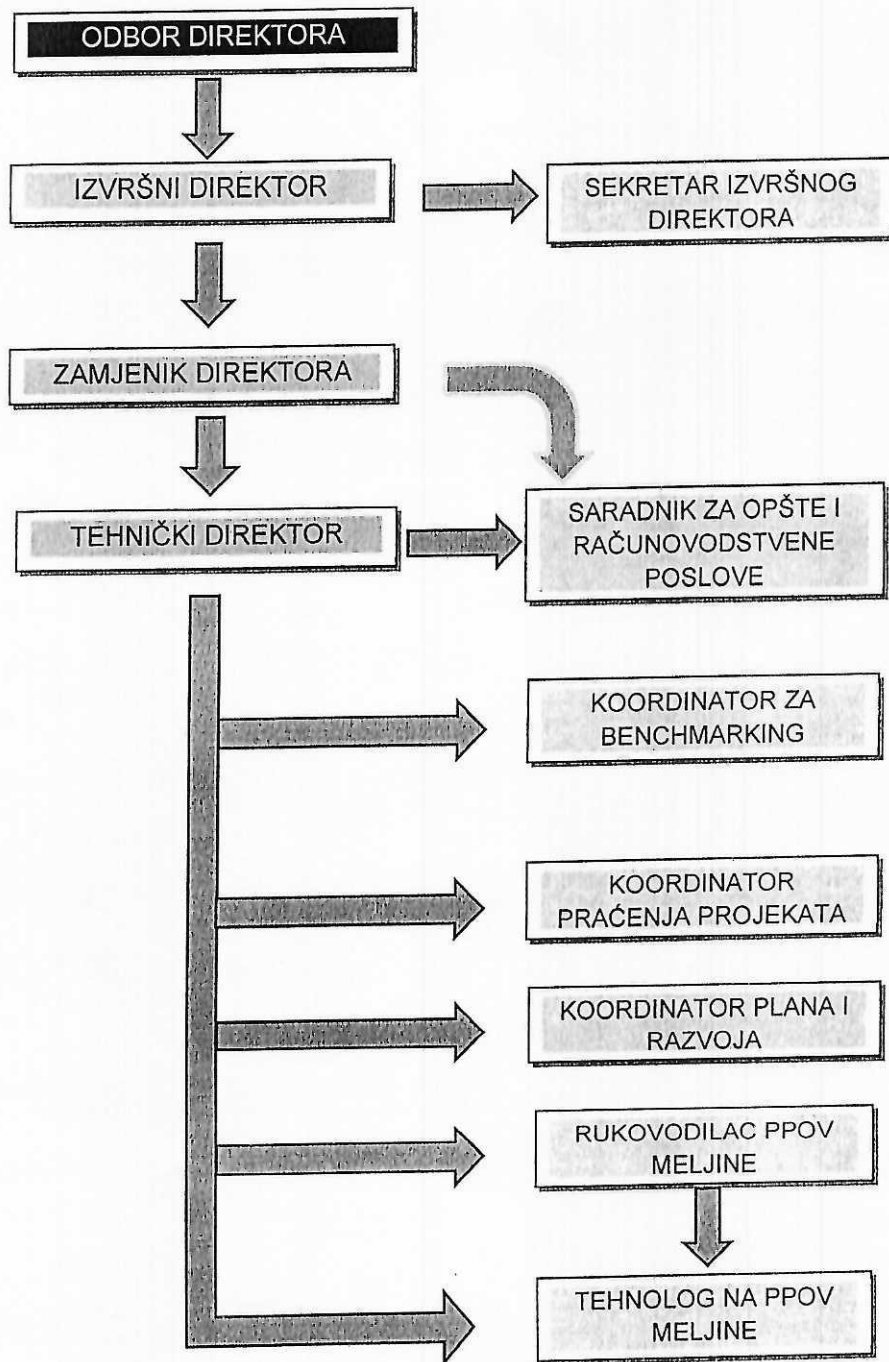 ODBOR DIREKTORA
IZVRŠNI DIREKTOR
SEKRETAR IZVRŠNOG
DIREKTORA
ZAMJENIK DIREKTORA
TEHNIČKI DIREKTOR
SARADNIK ZA OPŠTE I
RAČUNOVODSTVENE
POSLOVE
KOORDINATOR ZA
BENCHMARKING
KOORDINATOR
PRAĆENJA PROJEKATA
KOORDINATOR PLANA I
RAZVOJA
RUKOVODILAC PPOV
MELJINE
TEHNOLOG NA PPOV
MELJINE